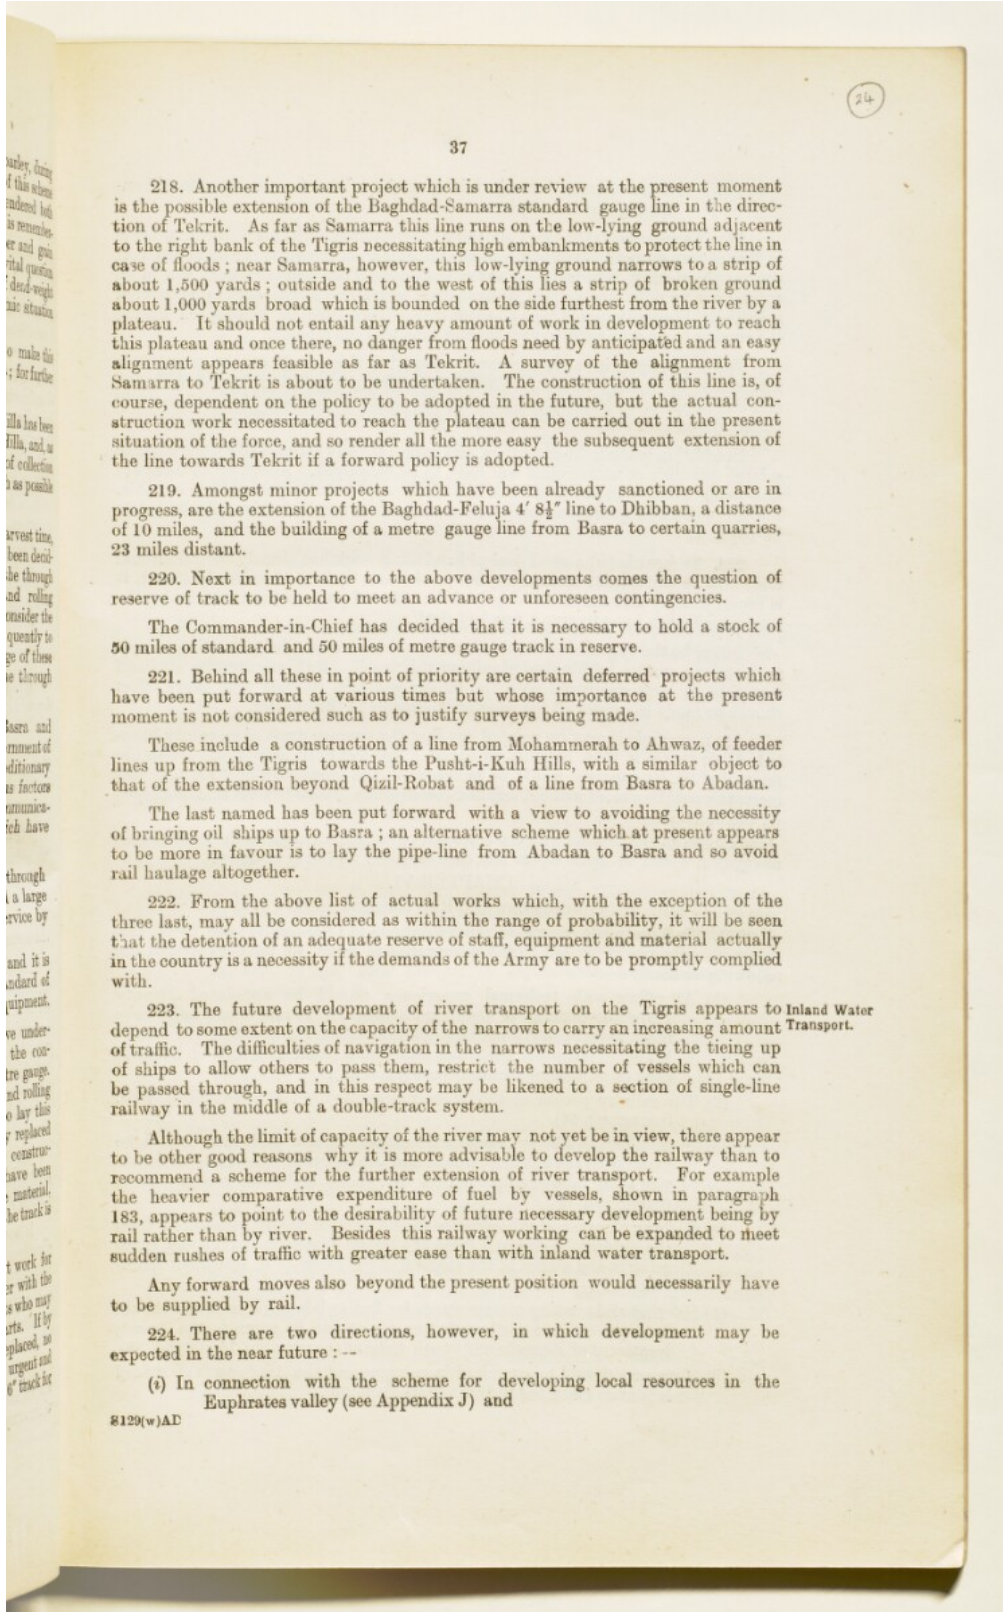 24
37
218. Another important project which is under review at the present moment
is the possible extension of the Baghdad-Samarra standard gauge line in the direc-
tion of Tekrit. As far as Samarra this line runs on the low-lying ground adjacent
to the right bank of the Tigris necessitating high embankments to protect the line in
case of floods ; near Samarra, however, this low-lying ground narrows to a strip of
about 1,500 yards ; outside and to the west of this lies a strip of broken ground
about 1,000 yards broad which is bounded on the side furthest from the river by a
plateau. It should not entail any heavy amount of work in development to reach
this plateau and once there, no danger from floods need by anticipated and an easy
alignment appears feasible as far as Tekrit. A survey of the alignment from
Samarra to Tekrit is about to be undertaken. The construction of this line is, of
course, dependent on the policy to be adopted in the future, but the actual con-
struction work necessitated to reach the plateau can be carried out in the present
situation of the force, and so render all the more easy the subsequent extension of
the line towards Tekrit if a forward policy is adopted.
219. Amongst minor projects which have been already sanctioned or are in
progress, are the extension of the Baghdad-Feluja 4′ 8½″ line to Dhibban, a distance
of 10 miles, and the building of a metre gauge line from Basra to certain quarries,
23 miles distant.
220. Next in importance to the above developments comes the question of
reserve of track to be held to meet an advance or unforeseen contingencies.
The Commander-in-Chief has decided that it is necessary to hold a stock of
50 miles of standard and 50 miles of metre gauge track in reserve.
221. Behind all these in point of priority are certain deferred projects which
have been put forward at various times but whose importance at the present
moment is not considered such as to justify surveys being made.
These include a construction of a line from Mohammerah to Ahwaz, of feeder
lines up from the Tigris towards the Pusht-i-Kuh Hills, with a similar object to
that of the extension beyond Qizil-Robat and of a line from Basra to Abadan.
The last named has been put forward with a view to avoiding the necessity
of bringing oil ships up to Basra ; an alternative scheme which at present appears
to be more in favour is to lay the pipe-line from Abadan to Basra and so avoid
rail haulage altogether.
222. From the above list of actual works which, with the exception of the
three last, may all be considered as within the range of probability, it will be seen
that the detention of an adequate reserve of staff, equipment and material actually
in the country is a necessity if the demands of the Army are to be promptly complied
with.
223. The future development of river transport on the Tigris appears to
Inland Water
Transport.
depend to some extent on the capacity of the narrows to carry an increasing amount
of traffic. The difficulties of navigation in the narrows necessitating the tieing up
of ships to allow others to pass them, restrict the number of vessels which can
be passed through, and in this respect may be likened to a section of single-line
railway in the middle of a double-track system.
Although the limit of capacity of the river may not yet be in view, there appear
to be other good reasons why it is more advisable to develop the railway than to
recommend a scheme for the further extension of river transport. For example
the heavier comparative expenditure of fuel by vessels, shown in paragraph
183, appears to point to the desirability of future necessary development being by
rail rather than by river. Besides this railway working can be expanded to meet
sudden rushes of traffic with greater ease than with inland water transport.
Any forward moves also beyond the present position would necessarily have
to be supplied by rail.
224. There are two directions, however, in which development may be
expected in the near future : --
(i) In connection with the scheme for developing local resources in the
Euphrates valley (see Appendix J) and
8129(w)AD